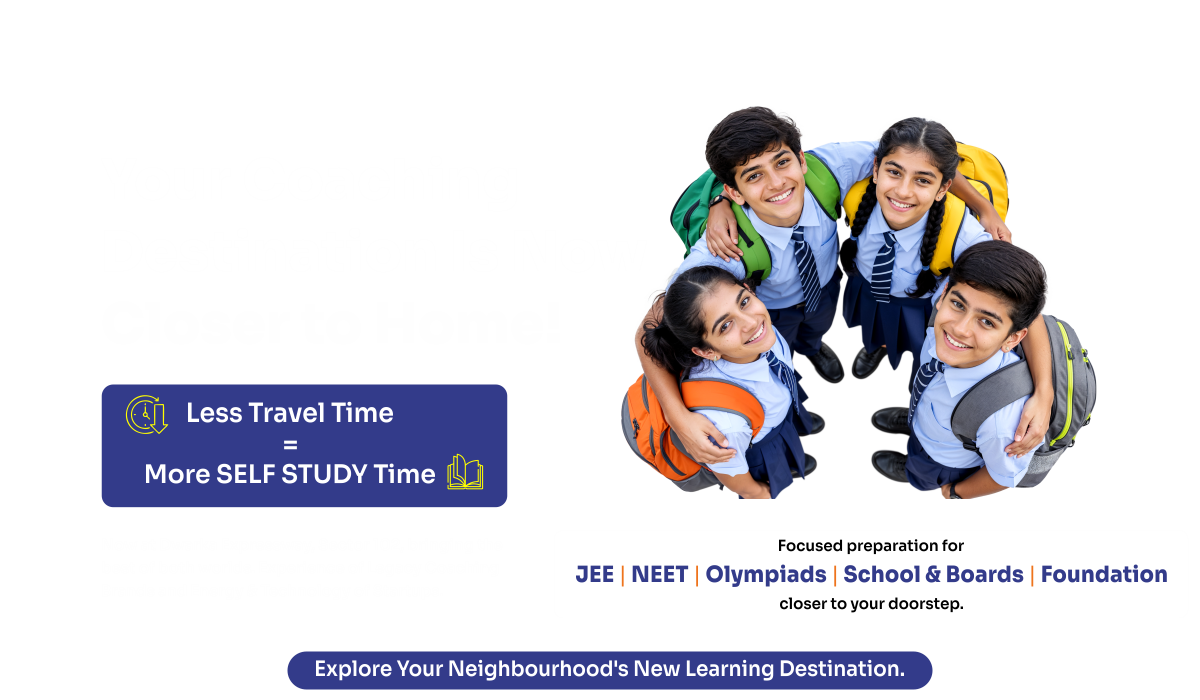 Less Travel Time
=
More SELF STUDY Time
Focused preparation for
JEE | NEET | Olympiads | School & Boards | Foundation
closer to your doorstep.
Explore Your Neighbourhood's New Learning Destination.